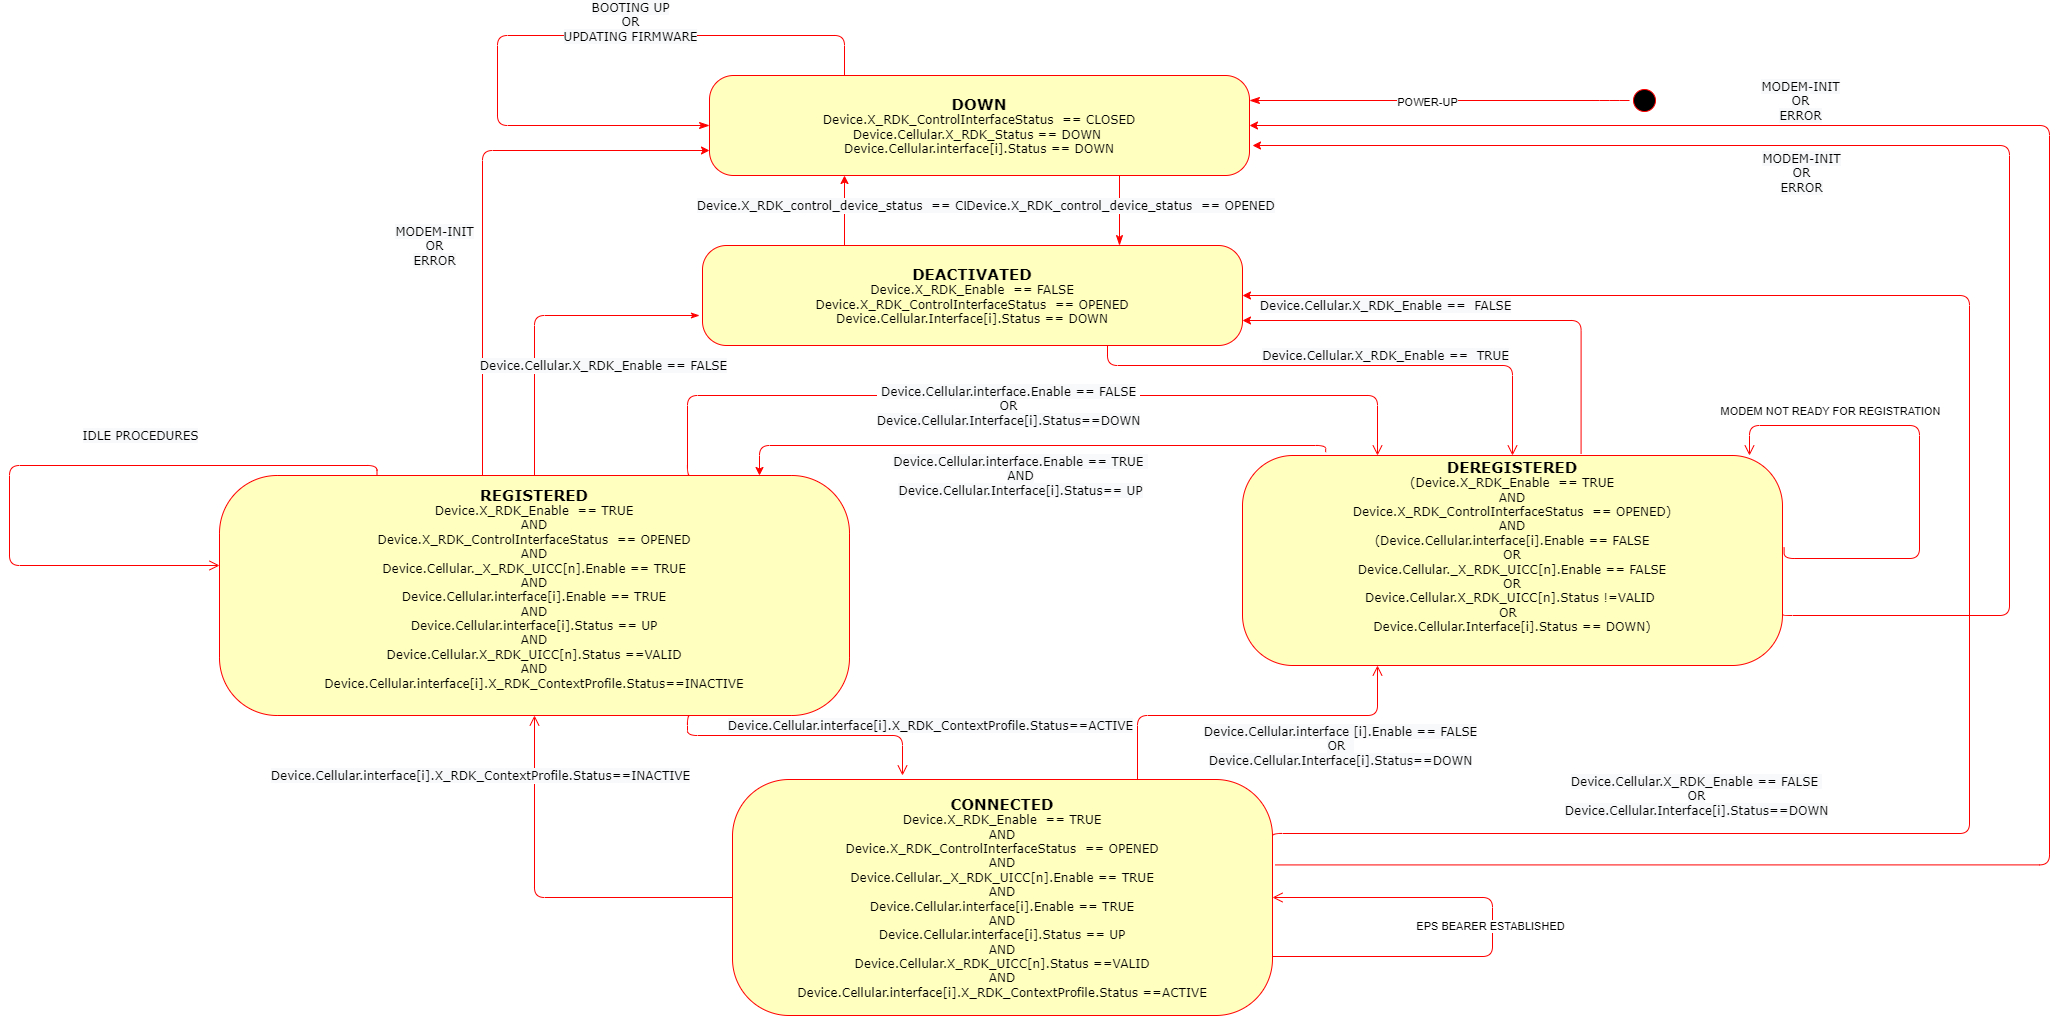 BOOTING UP
OR
UPDATING FIRMWARE
DOWN
Device.X_RDK_ControlInterfaceStatus  == CLOSED
Device.Cellular.X_RDK_Status == DOWN
Device.Cellular.interface[i].Status == DOWN
POWER-UP
MODEM-INIT
OR
ERROR
MODEM-INIT
OR
ERROR
Device.X_RDK_control_device_status  == Cl
Device.X_RDK_control_device_status  == OPENED
MODEM-INIT
OR
ERROR
DEACTIVATED
Device.X_RDK_Enable  == FALSE
Device.X_RDK_ControlInterfaceStatus  == OPENED
Device.Cellular.Interface[i].Status == DOWN
Device.Cellular.X_RDK_Enable ==  FALSE
Device.Cellular.X_RDK_Enable ==  TRUE
Device.Cellular.X_RDK_Enable == FALSE
Device.Cellular.interface.Enable == FALSE
OR
Device.Cellular.Interface[i].Status==DOWN
MODEM NOT READY FOR REGISTRATION
IDLE PROCEDURES
Device.Cellular.interface.Enable == TRUE
AND
Device.Cellular.Interface[i].Status== UP
REGISTERED
Device.X_RDK_Enable  == TRUE
AND
Device.X_RDK_ControlInterfaceStatus  == OPENED
AND
Device.Cellular._X_RDK_UICC[n].Enable == TRUE
AND
Device.Cellular.interface[i].Enable == TRUE
AND
Device.Cellular.interface[i].Status == UP
AND
Device.Cellular.X_RDK_UICC[n].Status ==VALID
AND
Device.Cellular.interface[i].X_RDK_ContextProfile.Status==INACTIVE
DEREGISTERED
(Device.X_RDK_Enable  == TRUE
AND
Device.X_RDK_ControlInterfaceStatus  == OPENED)
AND
(Device.Cellular.interface[i].Enable == FALSE
OR
Device.Cellular._X_RDK_UICC[n].Enable == FALSE
OR
Device.Cellular.X_RDK_UICC[n].Status !=VALID
OR
Device.Cellular.Interface[i].Status == DOWN)
Device.Cellular.interface[i].X_RDK_ContextProfile.Status==ACTIVE
Device.Cellular.interface [i].Enable == FALSE
OR
Device.Cellular.Interface[i].Status==DOWN
Device.Cellular.interface[i].X_RDK_ContextProfile.Status==INACTIVE
Device.Cellular.X_RDK_Enable == FALSE
OR
Device.Cellular.Interface[i].Status==DOWN
CONNECTED
Device.X_RDK_Enable  == TRUE
AND
Device.X_RDK_ControlInterfaceStatus  == OPENED
AND
Device.Cellular._X_RDK_UICC[n].Enable == TRUE
AND
Device.Cellular.interface[i].Enable == TRUE
AND
Device.Cellular.interface[i].Status == UP
AND
Device.Cellular.X_RDK_UICC[n].Status ==VALID
AND
Device.Cellular.interface[i].X_RDK_ContextProfile.Status ==ACTIVE
EPS BEARER ESTABLISHED